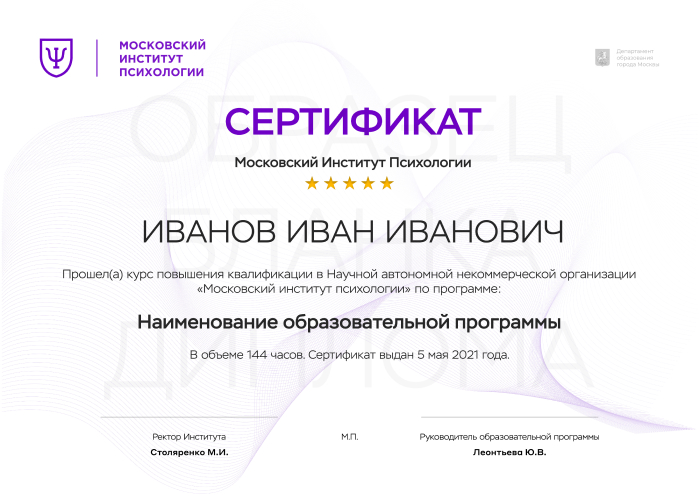 МОСКОВСКИЙ
ИНСТИТУТ
ПСИХОЛОГИИ
Департамент
образования
города Москвы
ОБРАЗЕЦ
СЕРТИФИКАТ
Московский Институт Психологии
БЛАНКА
ИВАНОВ ИВАН ИВАНОВИЧ
Прошел(а) курс повышения квалификации в Научной автономной некоммерческой организации
«Московский институт психологии» по программе:
Наименование образовательной программы
В объеме 144 часов. Сертификат выдан 5 мая 2021 года.
ДИПЛОМА
Ректор Института
М.П.
Руководитель образовательной программы
Столяренко М.И.
Леонтьева Ю.В.